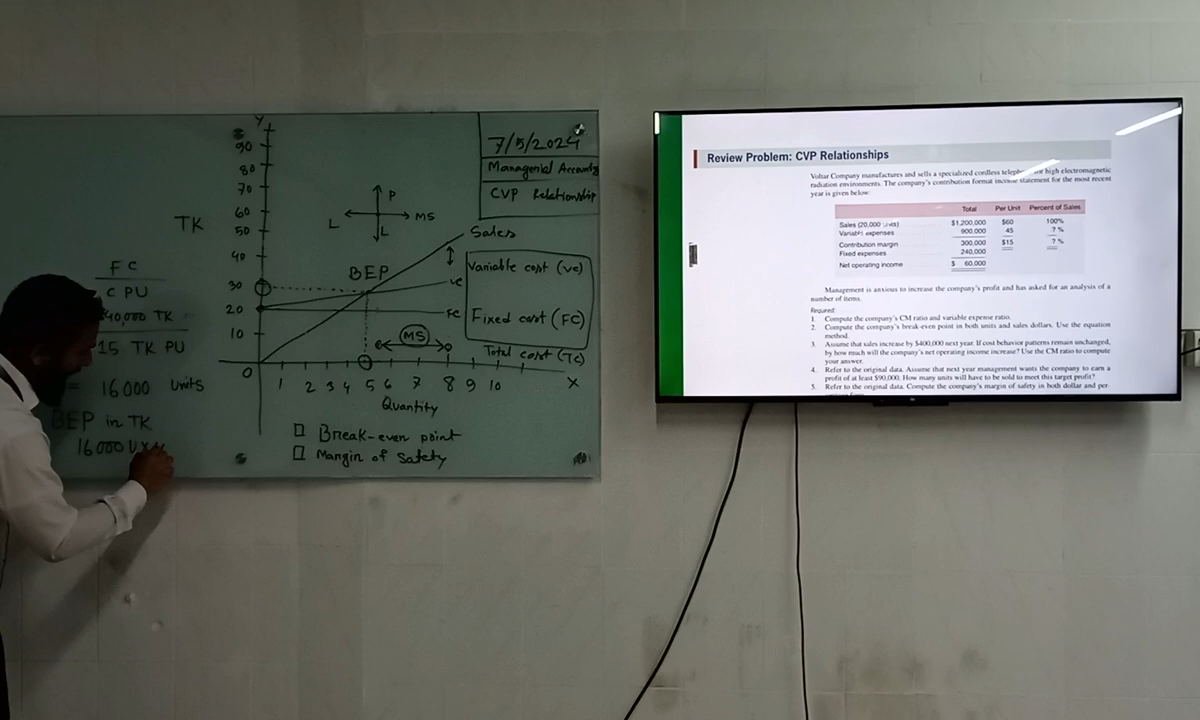 7/5/2024
Managerial Accounting
CVP Relationship
Y
90
80
70
60
50
40
30
20
10
0
TK
P
L
MS
L
Sales
BEP
VC
FC
MS
Variable cost (VC)
Fixed cost (FC)
Total cost (TC)
1 2 3 4 5 6 7 8 9 10 X
Quantity
Break-even point
Margin of Safety
FC
CPU
40,000 TK
15 TK PU
= 16000 units
BEP in TK
16000 U X
Review Problem: CVP Relationships
Voltar Company manufactures and sells a specialized cordless for high electromagnetic
radiation environments. The company's contribution format income statement for the most recent
year is given below:
Total Per Unit Percent of Sales
Sales (20,000 units) $1,200,000 $60 100%
Variable expenses 900,000 45 ? %
Contribution margin 300,000 $15 ? %
Fixed expenses 240,000
Net operating income $ 60,000
Management is anxious to increase the company's profit and has asked for an analysis of a
number of items.
Required:
1. Compute the company's CM ratio and variable expense ratio.
2. Compute the company's break-even point in both units and sales dollars. Use the equation
method.
3. Assume that sales increase by $400,000 next year. If cost behavior patterns remain unchanged,
by how much will the company's net operating income increase? Use the CM ratio to compute
your answer.
4. Refer to the original data. Assume that next year management wants the company to earn a
profit of at least $90,000. How many units will have to be sold to meet this target profit?
5. Refer to the original data. Compute the company's margin of safety in both dollar and per-